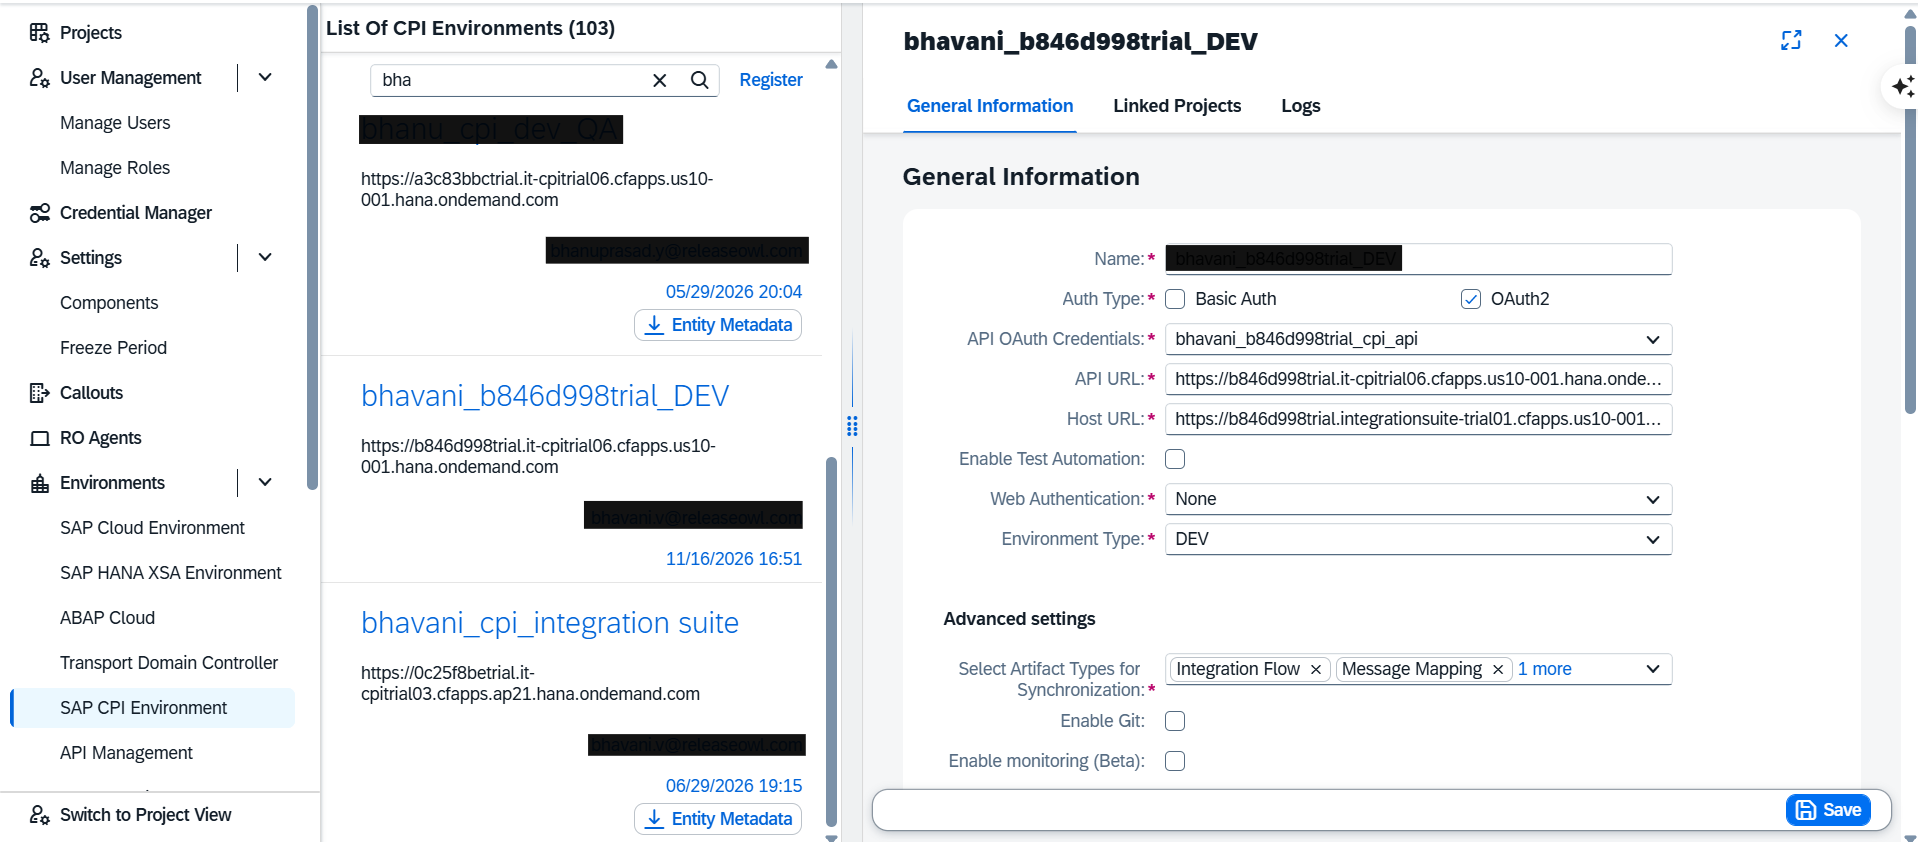 Projects
User Management
Manage Users
Manage Roles
Credential Manager
Settings
Components
Freeze Period
Callouts
RO Agents
Environments
SAP Cloud Environment
SAP HANA XSA Environment
ABAP Cloud
Transport Domain Controller
SAP CPI Environment
API Management
Switch to Project View
List Of CPI Environments (103)
bha
Register
https://a3c83bbctrial.it-cpitrial06.cfapps.us10-
001.hana.ondemand.com
05/29/2026 20:04
Entity Metadata
bhavani_b846d998trial_DEV
https://b846d998trial.it-cpitrial06.cfapps.us10-
001.hana.ondemand.com
11/16/2026 16:51
bhavani_cpi_integration suite
https://0c25f8betrial.it-
cpitrial03.cfapps.ap21.hana.ondemand.com
06/29/2026 19:15
Entity Metadata
bhavani_b846d998trial_DEV
General Information Linked Projects Logs
General Information
Name:*
Auth Type:* Basic Auth OAuth2
API OAuth Credentials:* bhavani_b846d998trial_cpi_api
API URL:* https://b846d998trial.it-cpitrial06.cfapps.us10-001.hana.onde...
Host URL:* https://b846d998trial.integrationsuite-trial01.cfapps.us10-001...
Enable Test Automation:
Web Authentication:* None
Environment Type:* DEV
Advanced settings
Select Artifact Types for
Synchronization:* Integration Flow Message Mapping 1 more
Enable Git:
Enable monitoring (Beta):
Save